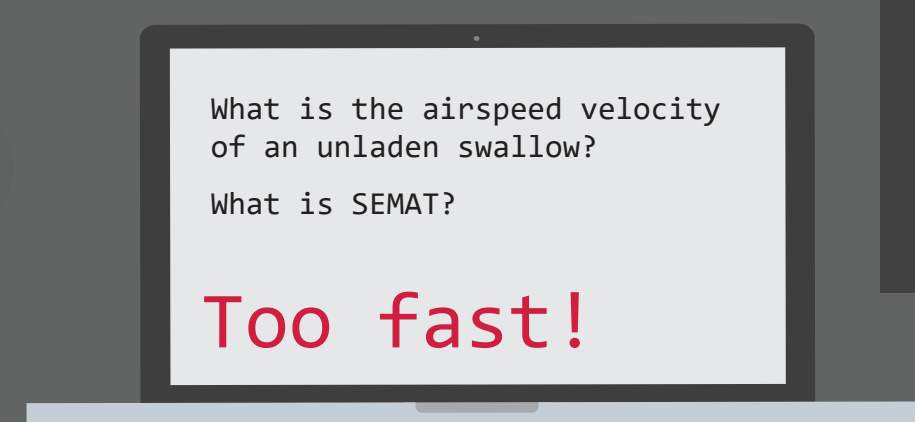 What is the airspeed velocity
of an unladen swallow?
What is SEMAT?
Too fast!